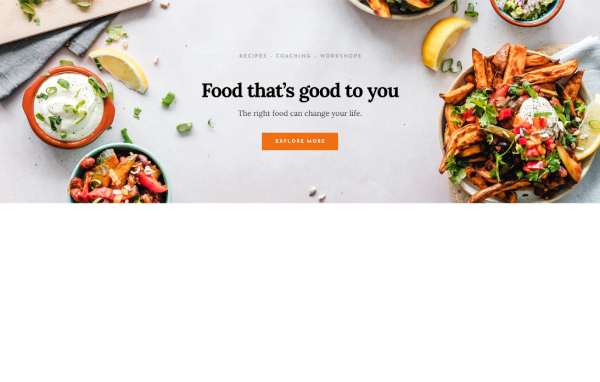 RECIPES - COACHING - WORKSHOPS
Food that's good to you
The right food can change your life.
EXPLORE MORE